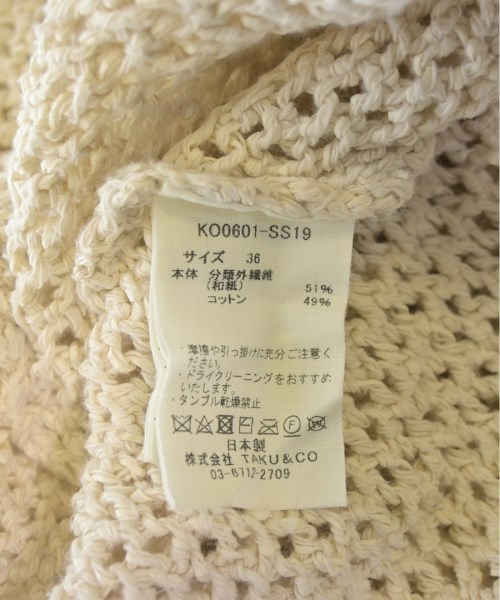 KO0601-SS19
サイズ 36
本体 分類外繊維
(和紙) 51%
コットン 49%
・摩擦や引っ掛けに充分ご注意く
ださい。
・ドライクリーニングをおすすめ
いたします。
・タンブル乾燥禁止
日本製
株式会社 TAKU&CO
03-6712-2709